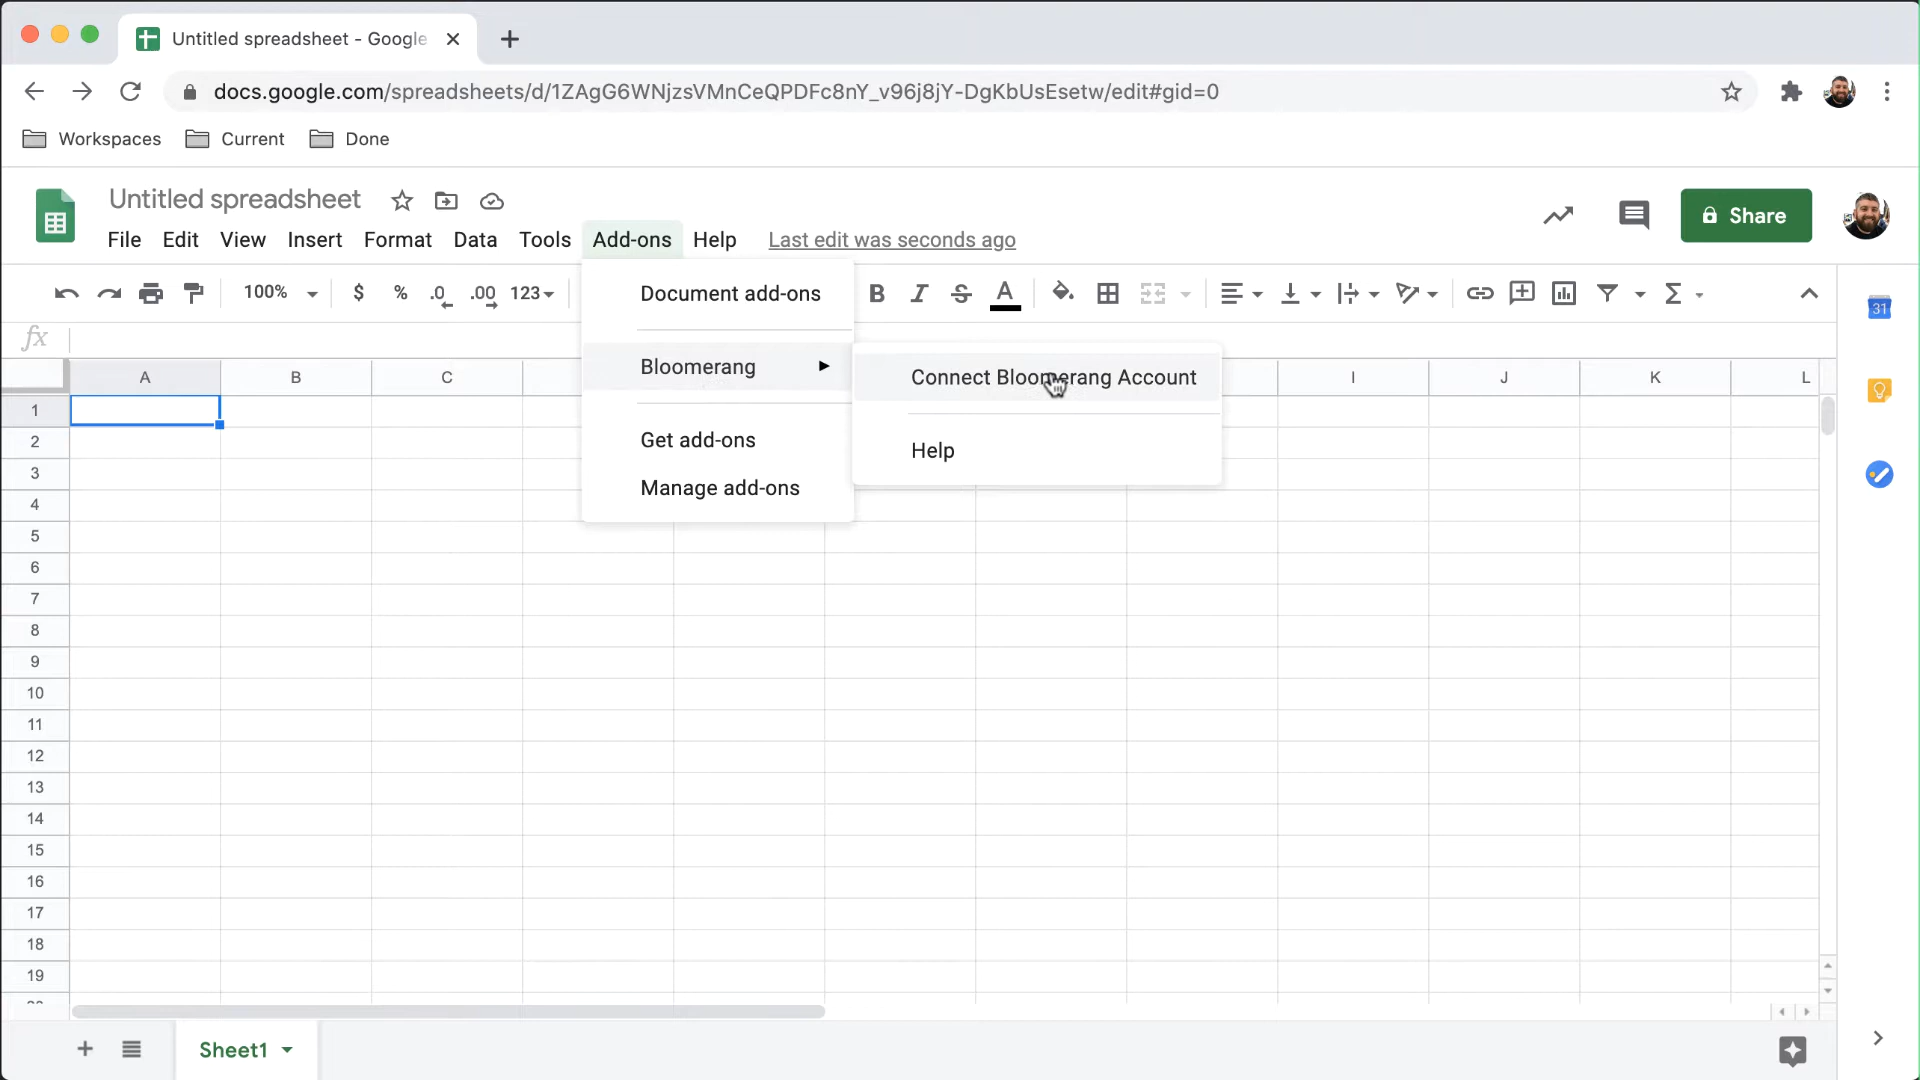 Untitled spreadsheet - Google
docs.google.com/spreadsheets/d/1ZAgG6WNjzsVMnCeQPDFc8nY_v96j8jY-DgKbUsEsetw/edit#gid=0
Workspaces Current Done
Untitled spreadsheet
File Edit View Insert Format Data Tools Add-ons Help Last edit was seconds ago
Share
100% $ % .0 .00 123 B I S A Σ
31
fx
Document add-ons
Bloomerang
Get add-ons
Manage add-ons
Connect Bloomerang Account
Help
A B C I J K L
1
2
3
4
5
6
7
8
9
10
11
12
13
14
15
16
17
18
19
Sheet1